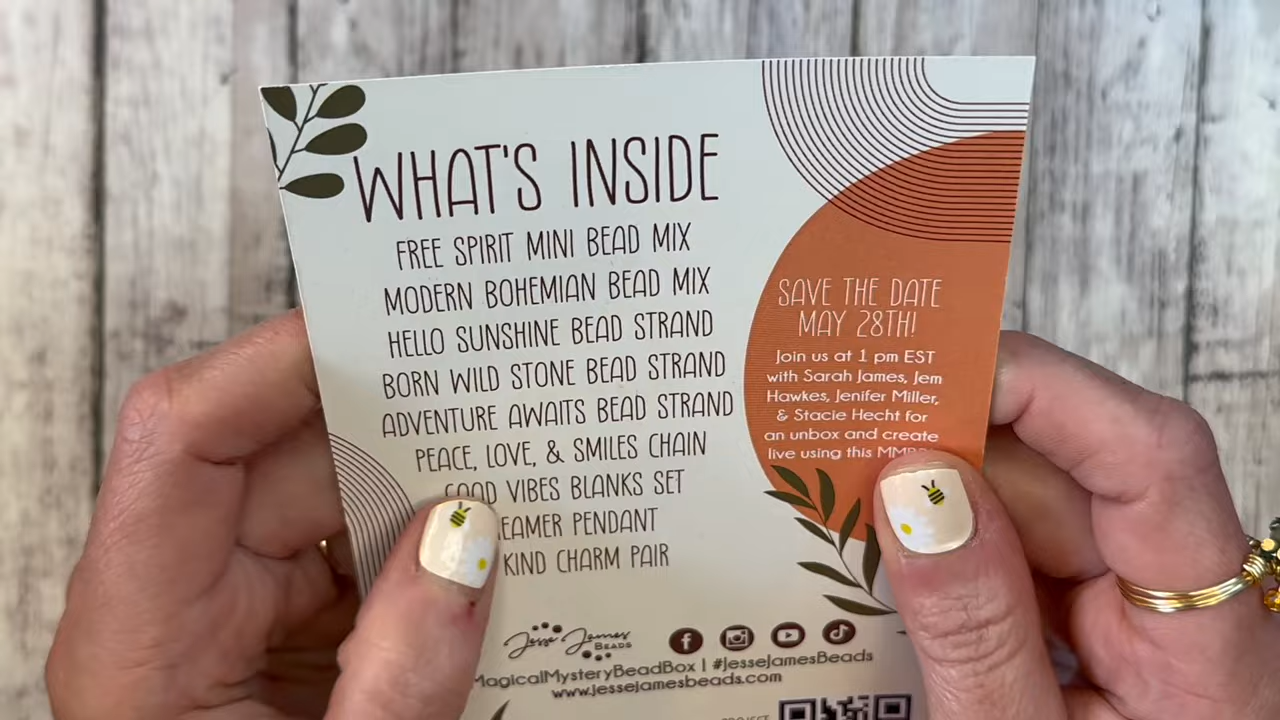 WHAT'S INSIDE
FREE SPIRIT MINI BEAD MIX
MODERN BOHEMIAN BEAD MIX
HELLO SUNSHINE BEAD STRAND
BORN WILD STONE BEAD STRAND
ADVENTURE AWAITS BEAD STRAND
PEACE, LOVE, & SMILES CHAIN
GOOD VIBES BLANKS SET
PENDANT
KIND CHARM PAIR
SAVE THE DATE
MAY 28TH!
Join us at 1 pm EST
with Sarah James, Jem
Hawkes, Jenifer Miller,
& Stacie Hecht for
an unbox and create
live using this
Jesse James
BEADS
MagicalMysteryBeadBox | #JesseJamesBeads
www.jessejamesbeads.com
PROJECT